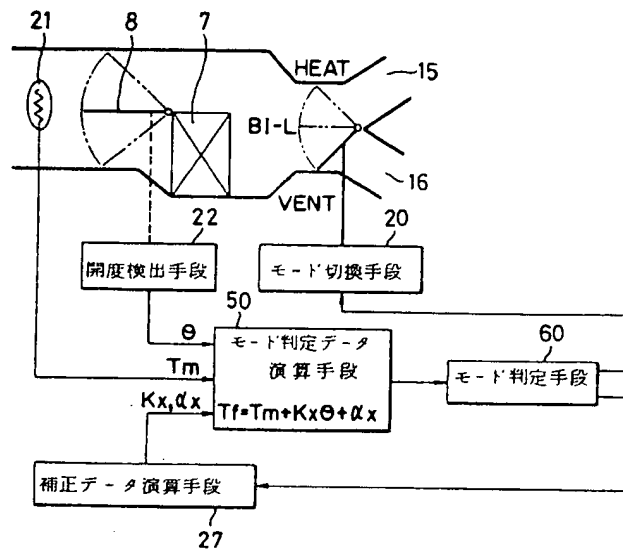 21
8
7
HEAT
15
BI-L
16
VENT
22
20
開度検出手段
モード切換手段
50
θ
モード判定データ
演算手段
60
Tm
モード判定手段
Kx,αx
Tf=Tm+Kxθ+αx
補正データ演算手段
27